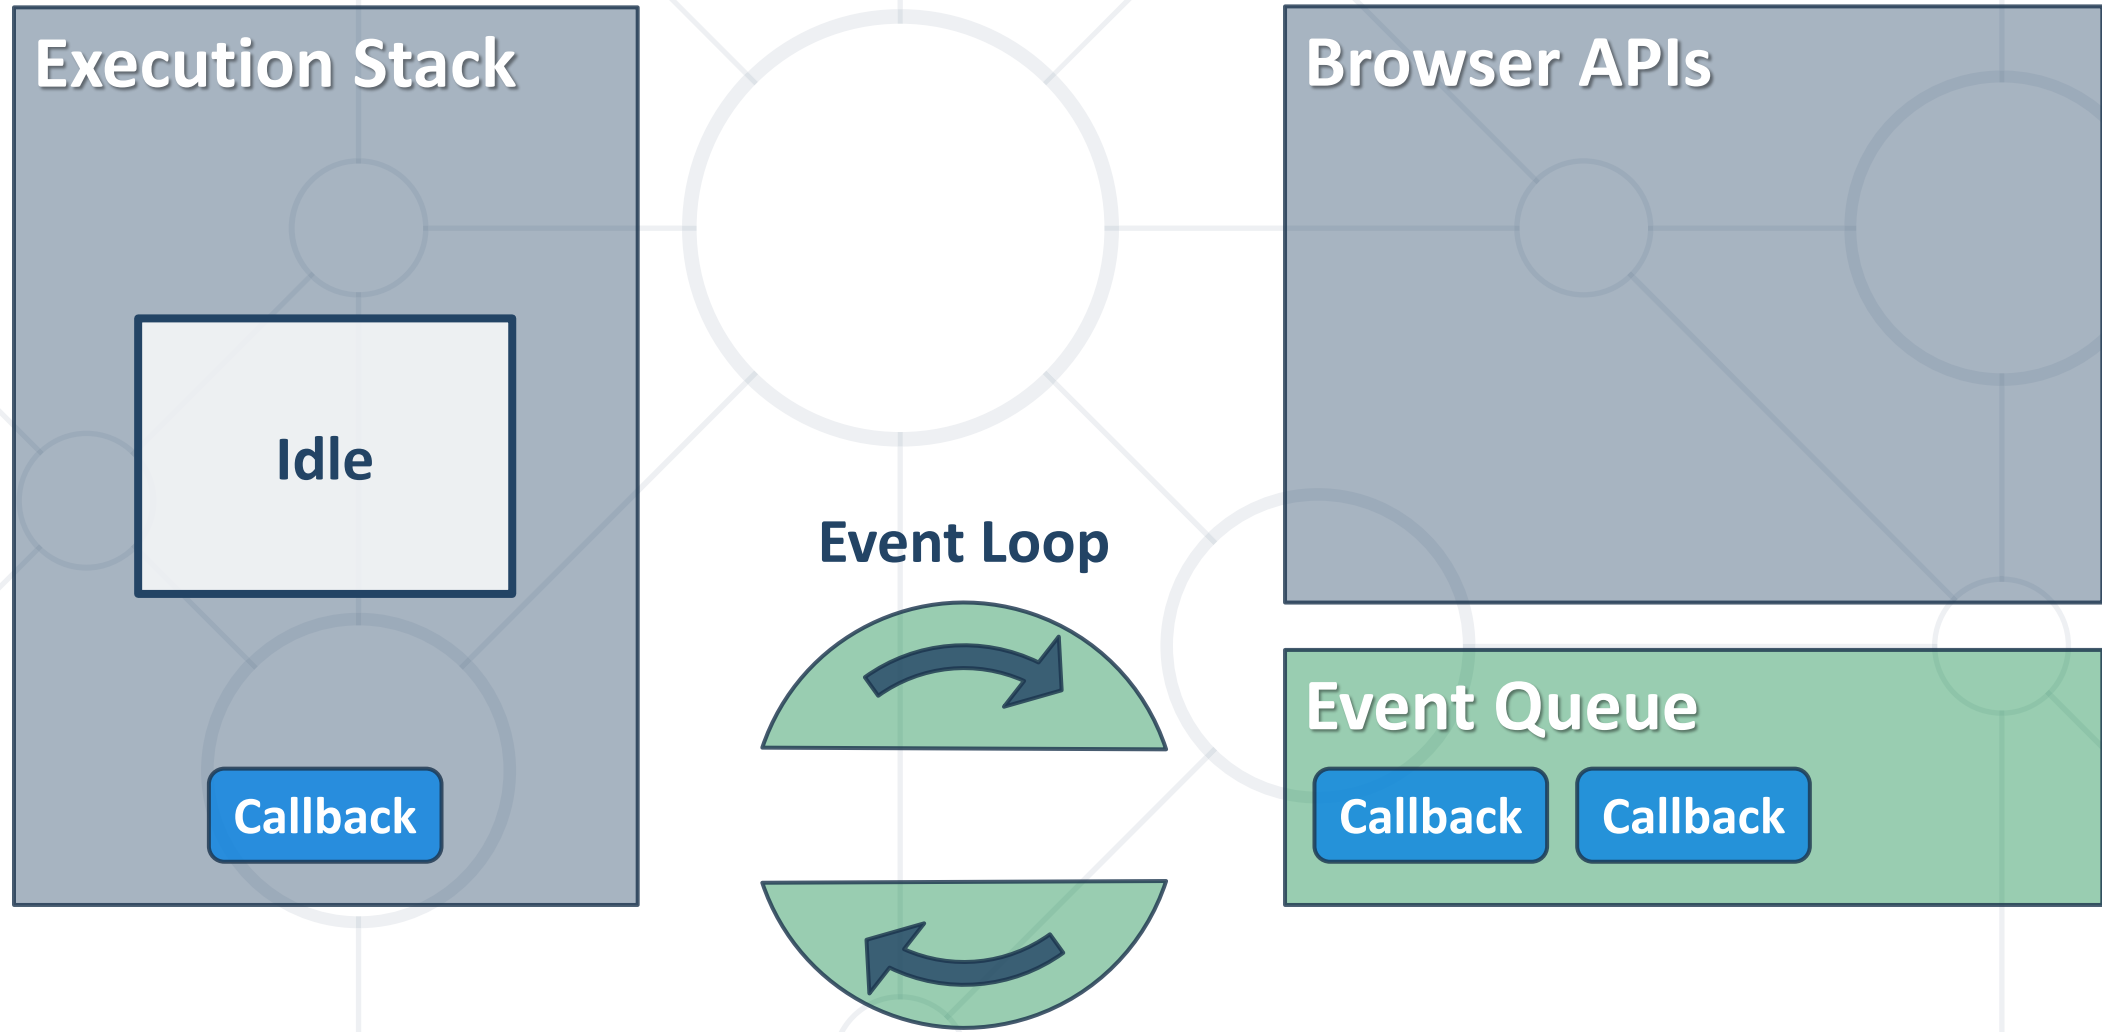 Execution Stack
Idle
Callback
Event Loop
Browser APIs
Event Queue
Callback Callback